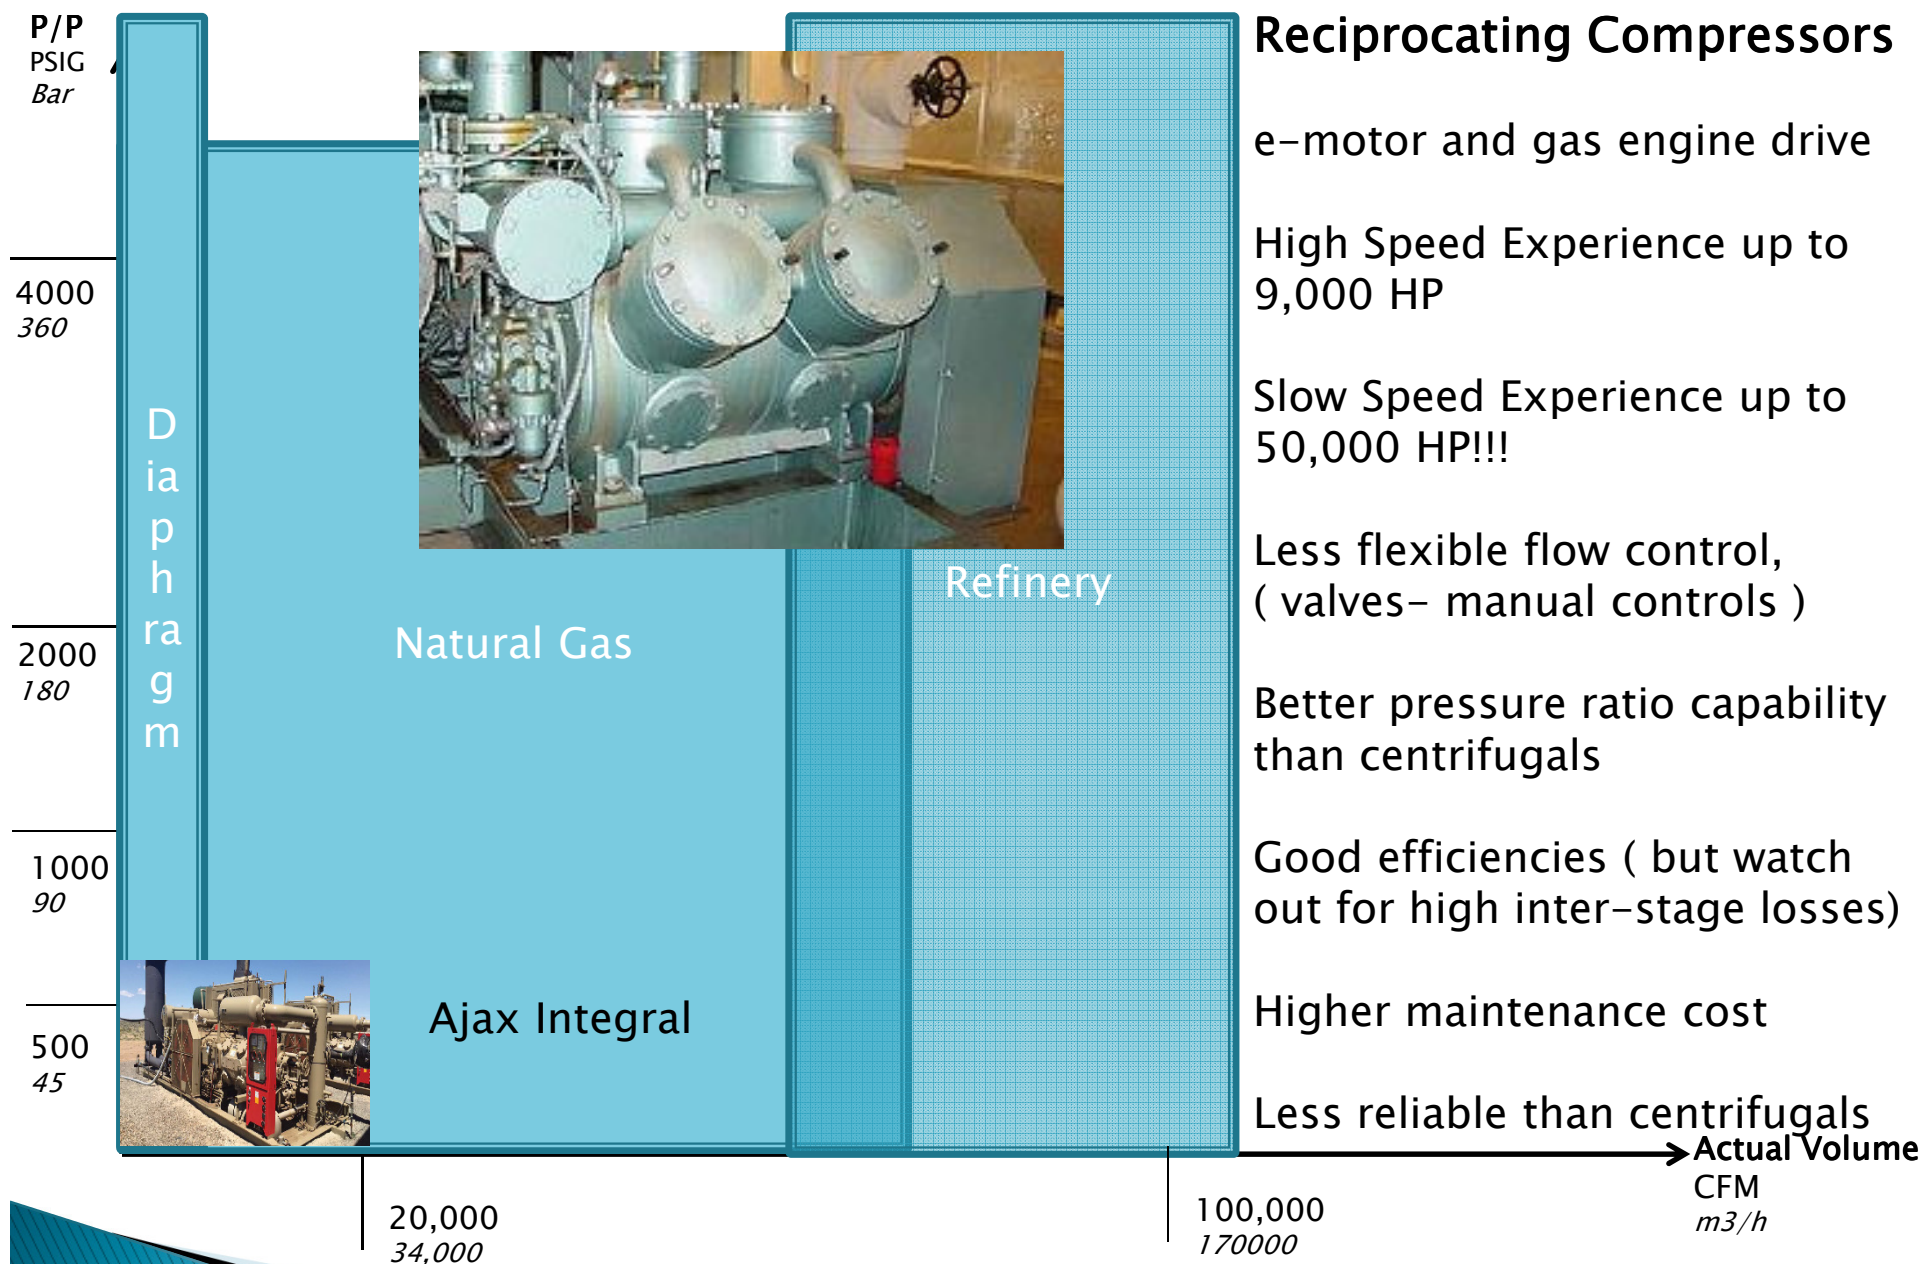 P/P
PSIG
Bar
4000
360
2000
180
1000
90
500
45
D
ia
p
h
ra
g
m
Natural Gas
Refinery
Ajax Integral
20,000
34,000
100,000
170000
Reciprocating Compressors
e-motor and gas engine drive
High Speed Experience up to
9,000 HP
Slow Speed Experience up to
50,000 HP!!!
Less flexible flow control,
( valves- manual controls )
Better pressure ratio capability
than centrifugals
Good efficiencies ( but watch
out for high inter-stage losses)
Higher maintenance cost
Less reliable than centrifugals
Actual Volume
CFM
m3/h